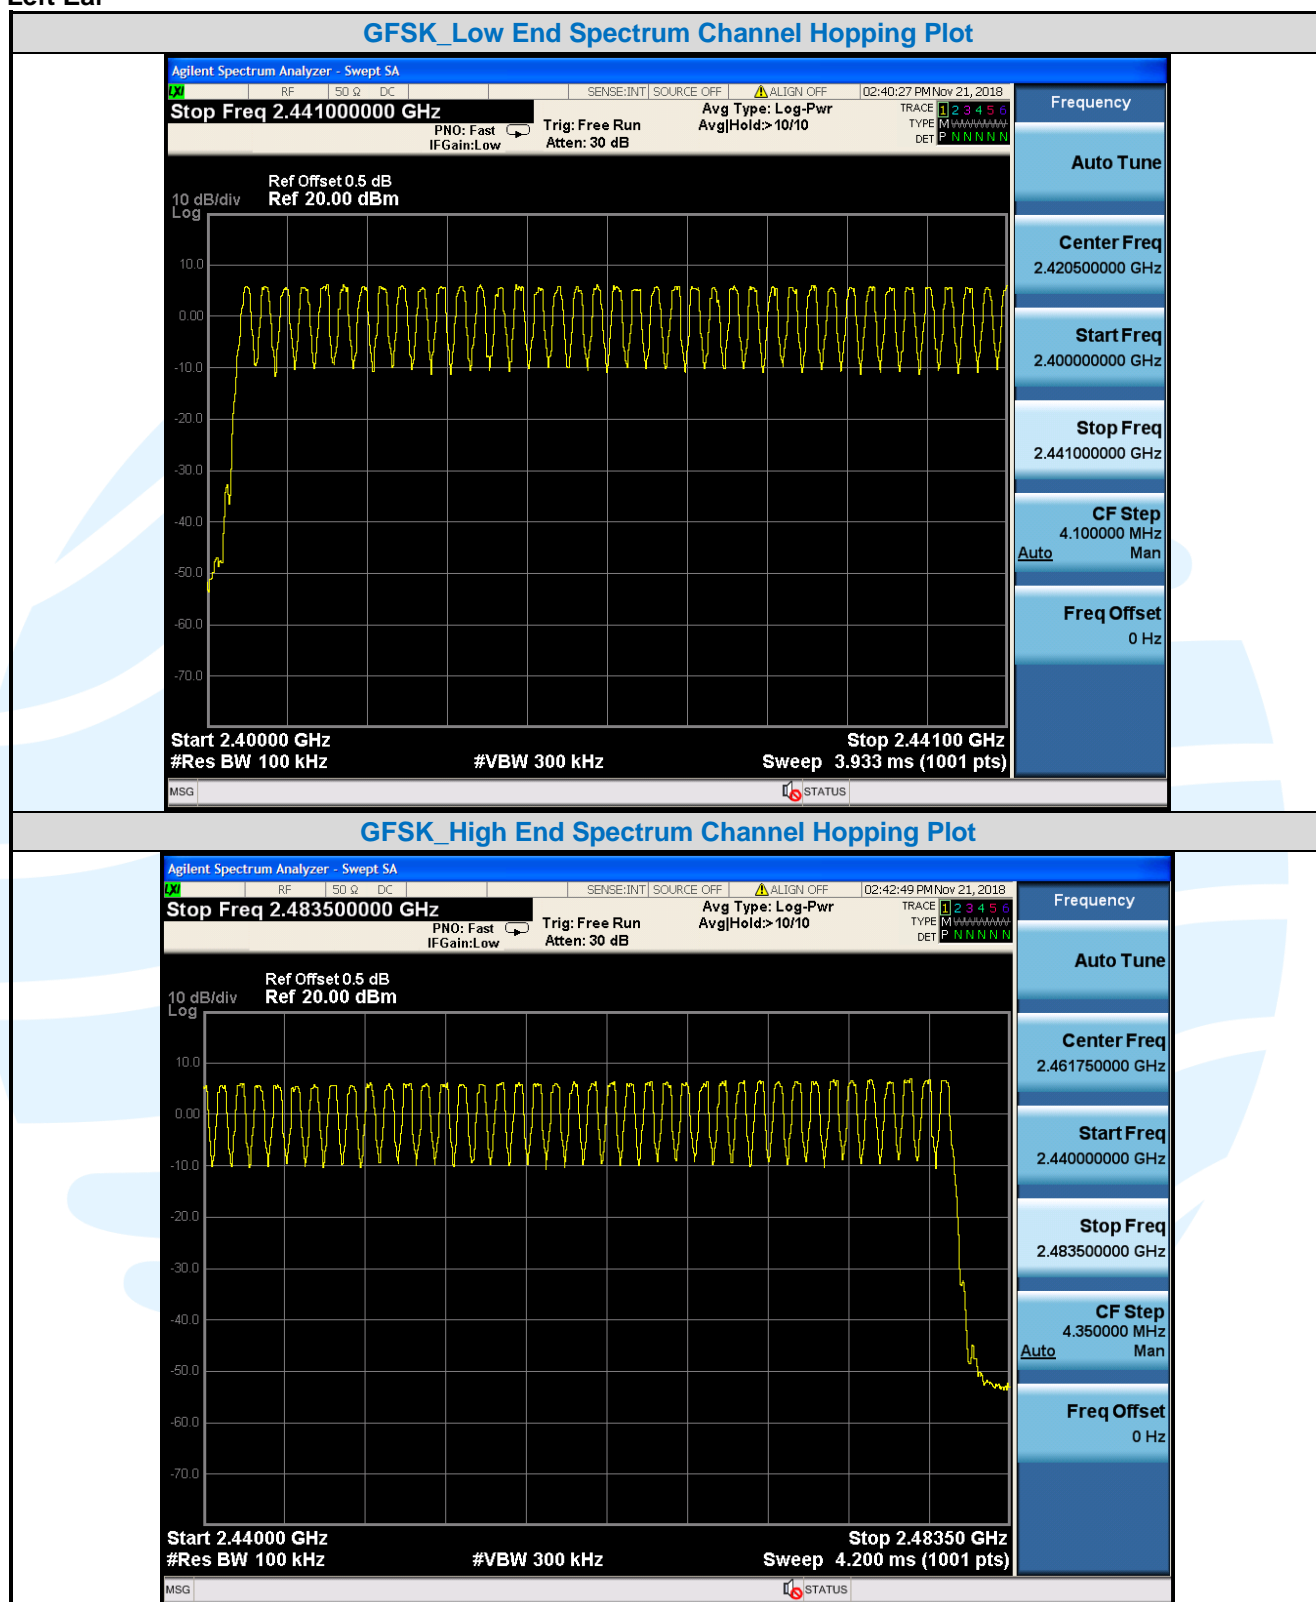 Left Ear
GFSK_Low End Spectrum Channel Hopping Plot
Agilent Spectrum Analyzer - Swept SA
LXI RF 50 Ω DC SENSE:INT SOURCE OFF ALIGN OFF 02:40:27 PM Nov 21, 2018
Stop Freq 2.441000000 GHz
PNO: Fast
IFGain:Low
Trig: Free Run
Atten: 30 dB
Avg Type: Log-Pwr
Avg|Hold:>10/10
TRACE 1 2 3 4 5 6
TYPE M
DET P N N N N N
Frequency
Ref Offset 0.5 dB
10 dB/div Ref 20.00 dBm
Log
10.0
0.00
-10.0
-20.0
-30.0
-40.0
-50.0
-60.0
-70.0
Start 2.40000 GHz
Stop 2.44100 GHz
#Res BW 100 kHz #VBW 300 kHz Sweep 3.933 ms (1001 pts)
MSG STATUS
Auto Tune
Center Freq
2.420500000 GHz
Start Freq
2.400000000 GHz
Stop Freq
2.441000000 GHz
CF Step
4.100000 MHz
Auto Man
Freq Offset
0 Hz
GFSK_High End Spectrum Channel Hopping Plot
Agilent Spectrum Analyzer - Swept SA
LXI RF 50 Ω DC SENSE:INT SOURCE OFF ALIGN OFF 02:42:49 PM Nov 21, 2018
Stop Freq 2.483500000 GHz
PNO: Fast
IFGain:Low
Trig: Free Run
Atten: 30 dB
Avg Type: Log-Pwr
Avg|Hold:>10/10
TRACE 1 2 3 4 5 6
TYPE M
DET P N N N N N
Frequency
Ref Offset 0.5 dB
10 dB/div Ref 20.00 dBm
Log
10.0
0.00
-10.0
-20.0
-30.0
-40.0
-50.0
-60.0
-70.0
Start 2.44000 GHz
Stop 2.48350 GHz
#Res BW 100 kHz #VBW 300 kHz Sweep 4.200 ms (1001 pts)
MSG STATUS
Auto Tune
Center Freq
2.461750000 GHz
Start Freq
2.440000000 GHz
Stop Freq
2.483500000 GHz
CF Step
4.350000 MHz
Auto Man
Freq Offset
0 Hz